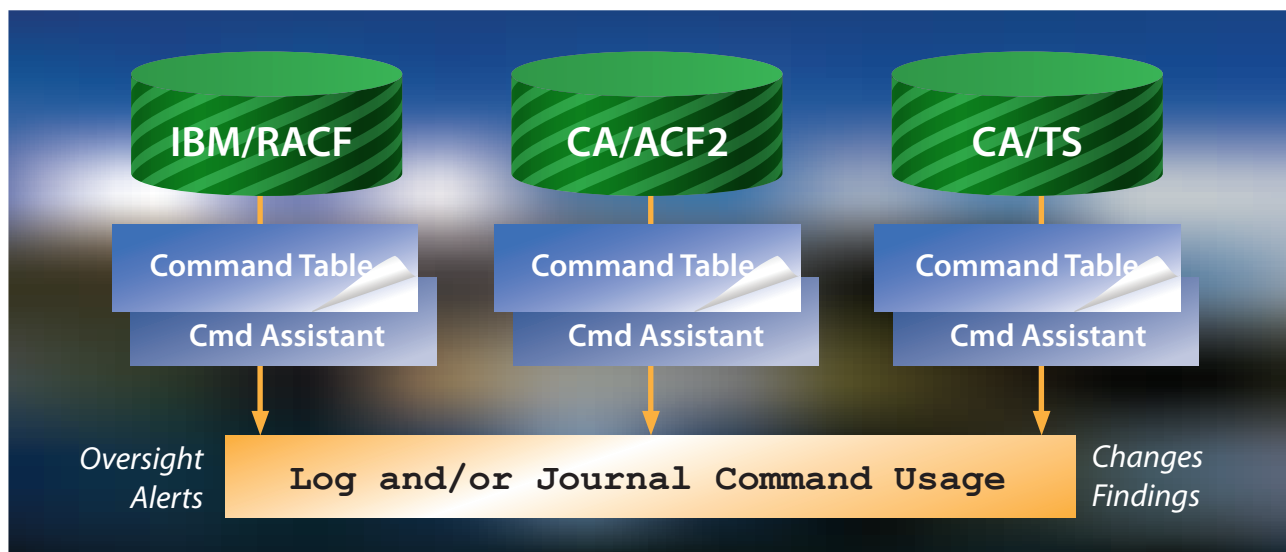 IBM/RACF
CA/ACF2
CA/TS
Command Table
Command Table
Command Table
Cmd Assistant
Cmd Assistant
Cmd Assistant
Oversight
Alerts
Log and/or Journal Command Usage
Changes
Findings